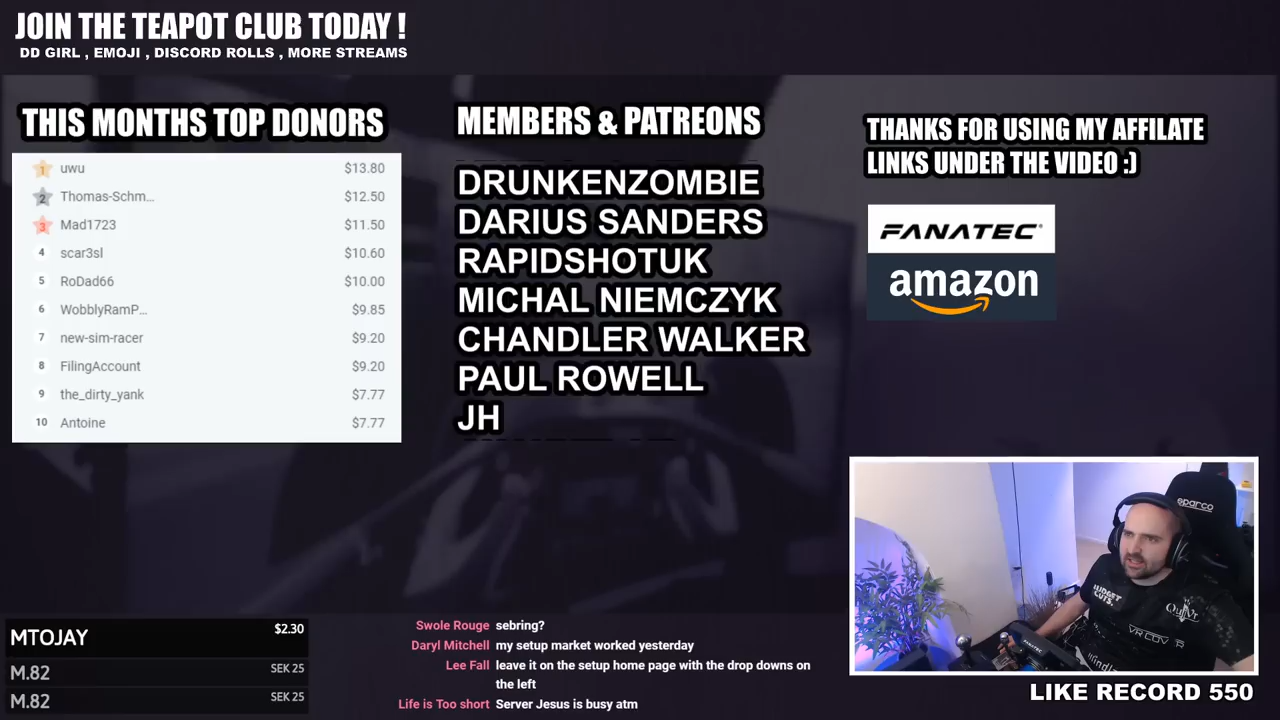 JOIN THE TEAPOT CLUB TODAY !
DD GIRL , EMOJI , DISCORD ROLLS , MORE STREAMS
THIS MONTHS TOP DONORS
1 uwu $13.80
2 Thomas-Schm... $12.50
3 Mad1723 $11.50
4 scar3sl $10.60
5 RoDad66 $10.00
6 WobblyRamP... $9.85
7 new-sim-racer $9.20
8 FilingAccount $9.20
9 the_dirty_yank $7.77
10 Antoine $7.77
MEMBERS & PATREONS
DRUNKENZOMBIE
DARIUS SANDERS
RAPIDSHOTUK
MICHAL NIEMCZYK
CHANDLER WALKER
PAUL ROWELL
JH
THANKS FOR USING MY AFFILATE
LINKS UNDER THE VIDEO :)
FANATEC
amazon
sparco
FANATEC
MTOJAY $2.30
M.82 SEK 25
M.82 SEK 25
Swole Rouge sebring?
Daryl Mitchell my setup market worked yesterday
Lee Fall leave it on the setup home page with the drop downs on
the left
Life is Too short Server Jesus is busy atm
LIKE RECORD 550